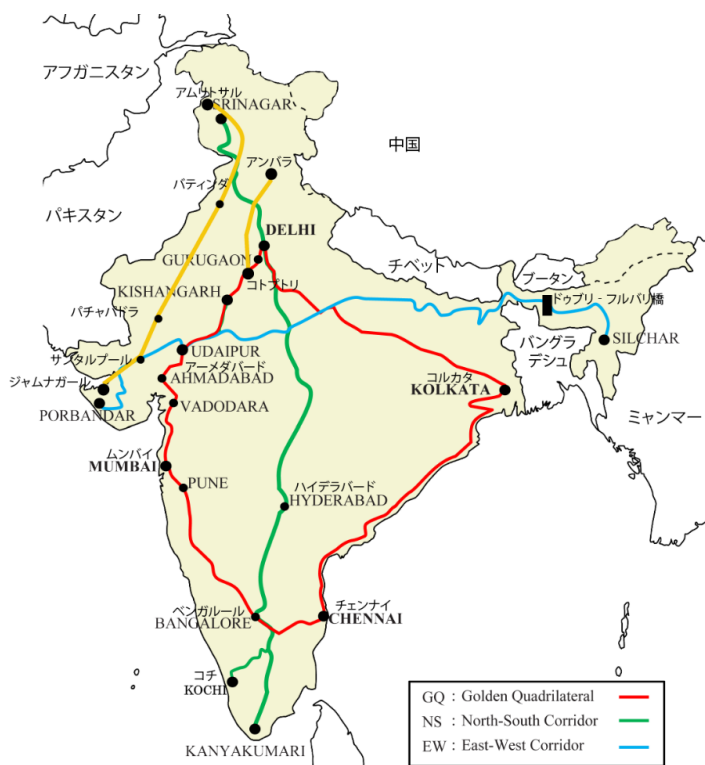 アフガニスタン
アムリトサル
SRINAGAR
中国
アンバラ
パティンダ
パキスタン
DELHI
GURUGAON
チベット
ブータン
コトプトリ
KISHANGARH
ドゥブリ - フルバリ橋
パチャパドラ
バングラ
デシュ
SILCHAR
サンタルプール
UDAIPUR
アーメダバード
AHMADABAD
ジャムナガール
コルカタ
KOLKATA
PORBANDAR
VADODARA
ミャンマー
ムンバイ
MUMBAI
PUNE
ハイデラバード
HYDERABAD
ベンガルール
BANGALORE
チェンナイ
CHENNAI
コチ
KOCHI
KANYAKUMARI
GQ : Golden Quadrilateral
NS : North-South Corridor
EW : East-West Corridor